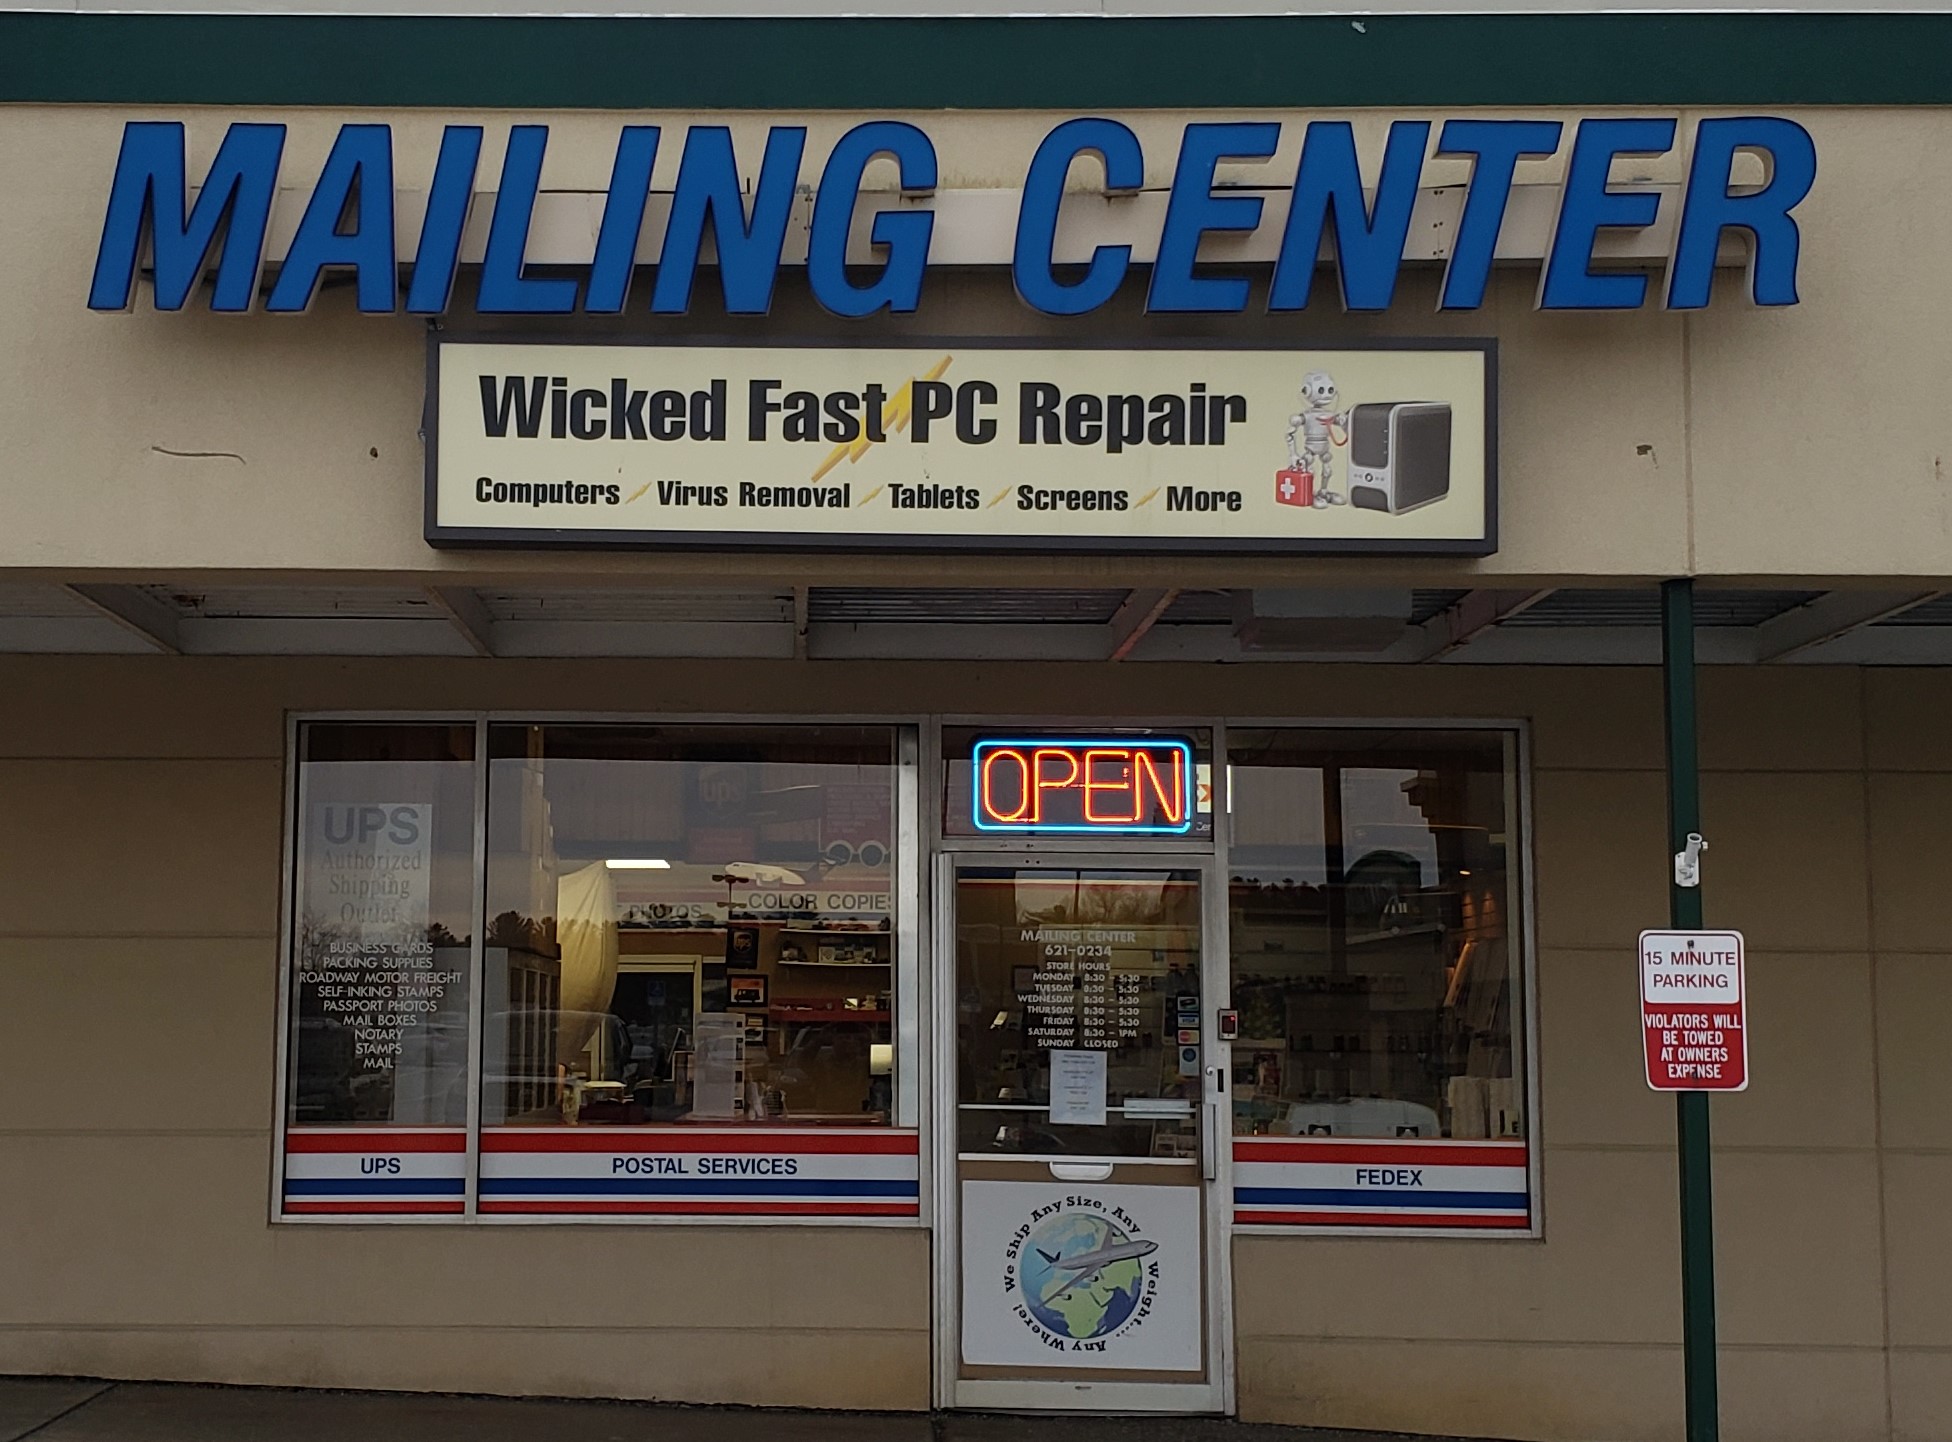 MAILING CENTER
Wicked Fast PC Repair
Computers Virus Removal Tablets Screens More
OPEN
UPS
Authorized
Shipping
Outlet
BUSINESS CARDS
PACKING SUPPLIES
ROADWAY MOTOR FREIGHT
SELF-INKING STAMPS
PASSPORT PHOTOS
MAIL BOXES
NOTARY
STAMPS
MAIL
ups
PHOTOS
COLOR COPIES
MAILING CENTER
621-0234
STORE HOURS
MONDAY 8:30 - 5:30
TUESDAY 8:30 - 5:30
WEDNESDAY 8:30 - 5:30
THURSDAY 8:30 - 5:30
FRIDAY 8:30 - 5:30
SATURDAY 8:30 - 1PM
SUNDAY CLOSED
15 MINUTE
PARKING
VIOLATORS WILL
BE TOWED
AT OWNERS
EXPENSE
UPS
POSTAL SERVICES
FEDEX
We Ship Any Size, Any Weight.... Any Where!